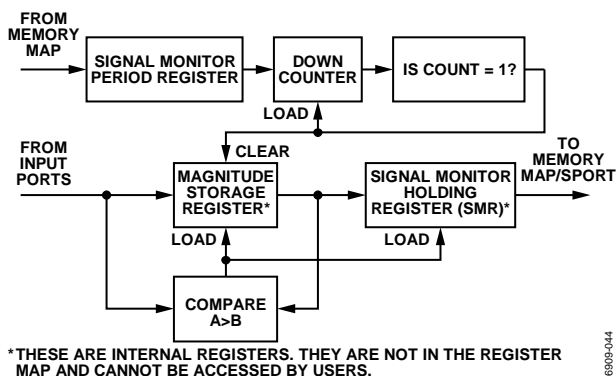 FROM
MEMORY
MAP
SIGNAL MONITOR
PERIOD REGISTER
DOWN
COUNTER
IS COUNT = 1?
LOAD
CLEAR
FROM
INPUT
PORTS
MAGNITUDE
STORAGE
REGISTER*
SIGNAL MONITOR
HOLDING
REGISTER (SMR)*
TO
MEMORY
MAP/SPORT
LOAD
LOAD
COMPARE
A>B
*THESE ARE INTERNAL REGISTERS. THEY ARE NOT IN THE REGISTER
MAP AND CANNOT BE ACCESSED BY USERS.
6909-044